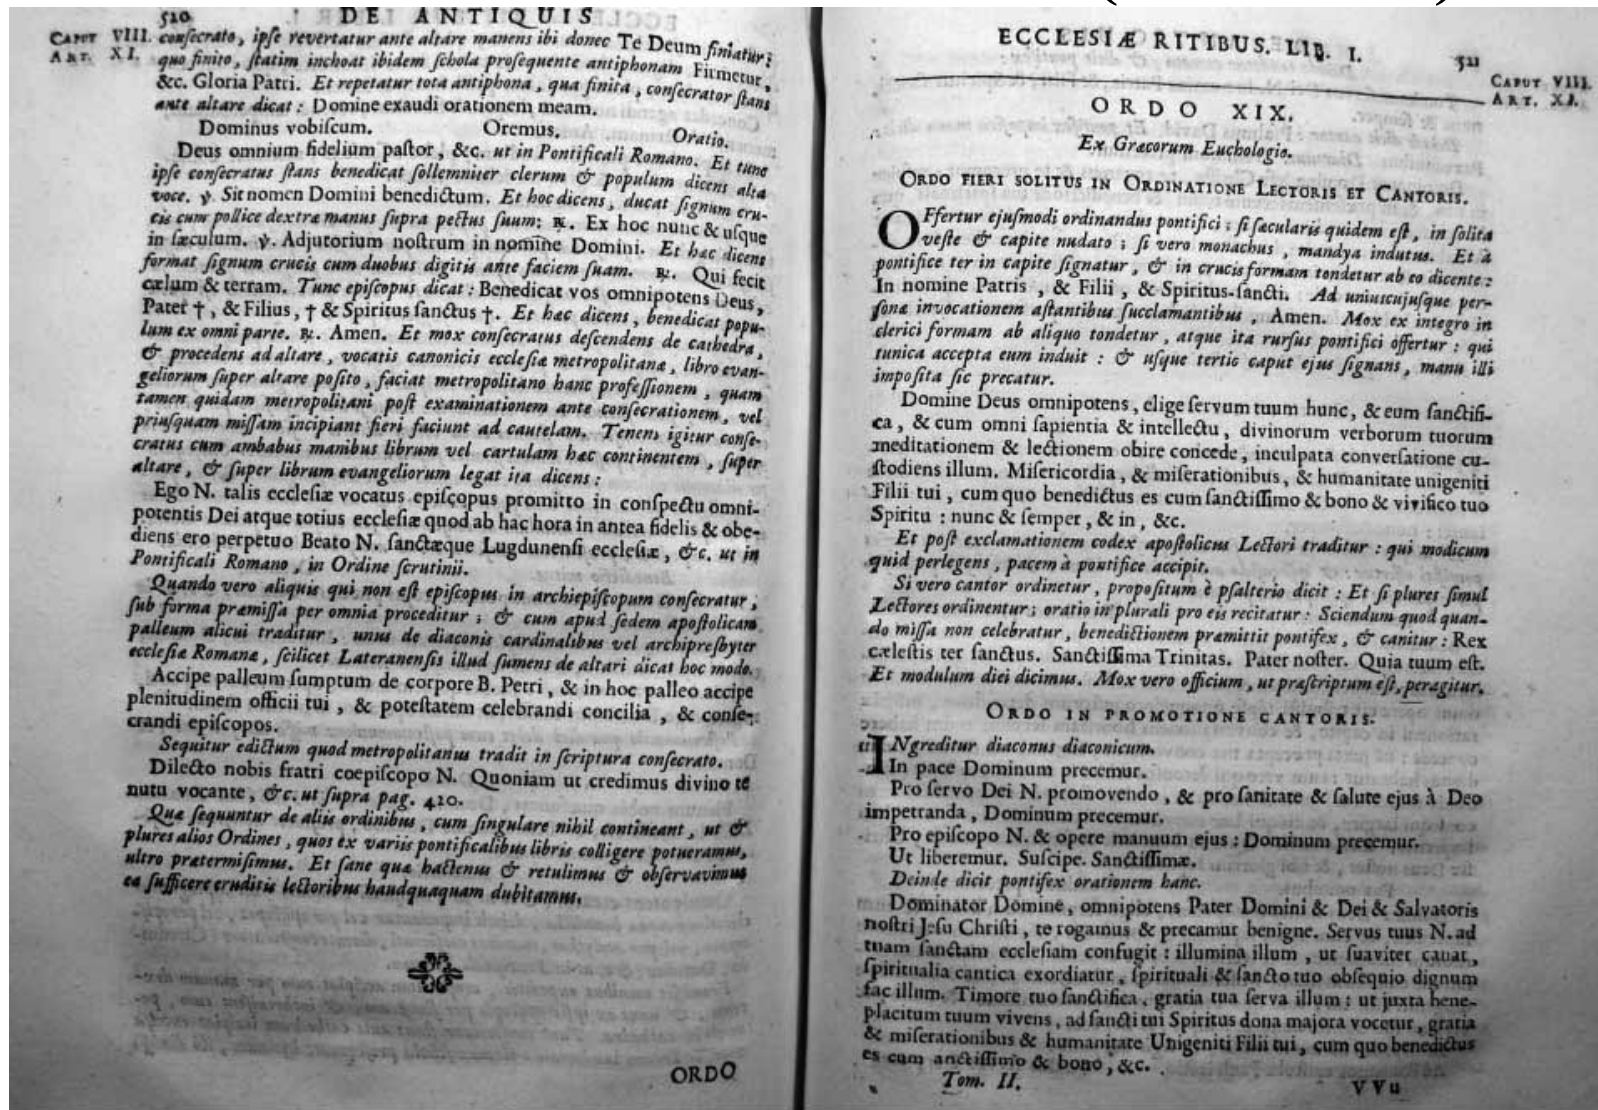 520
DEI ANTIQUIS
CAPUT VIII.
ART. XI.
conſecrato, ipſe revertatur ante altare manens ibi donec Te Deum finiatur;
quo finito, ſtatim inchoat ibidem ſchola proſequente antiphonam Firmetur,
&c. Gloria Patri. Et repetatur tota antiphona, qua finita, conſecrator ſtans
ante altare dicat: Domine exaudi orationem meam.
Dominus vobiſcum. Oremus. Oratio.
Deus omnium fidelium paſtor, &c. ut in Pontificali Romano. Et tunc
ipſe conſecratus ſtans benedicat ſollemniter clerum & populum dicens alta
voce. ℣. Sit nomen Domini benedictum. Et hoc dicens, ducat ſignum cru-
cis cum pollice dextræ manus ſupra pectus ſuum: ℟. Ex hoc nunc & uſque
in ſæculum. ℣. Adjutorium noſtrum in nomine Domini. Et hæc dicens
format ſignum crucis cum duobus digitis ante faciem ſuam. ℟. Qui fecit
cælum & terram. Tunc epiſcopus dicat: Benedicat vos omnipotens Deus,
Pater †, & Filius, † & Spiritus ſanctus †. Et hæc dicens, benedicat popu-
lum ex omni parte. ℟. Amen. Et mox conſecratus deſcendens de cathedra,
& procedens ad altare, vocatis canonicis eccleſiæ metropolitanæ, libro evan-
geliorum ſuper altare poſito, faciat metropolitano hanc profeſſionem, quam
tamen quidam metropolitani poſt examinationem ante conſecrationem, vel
priuſquam miſſam incipiant fieri faciunt ad cautelam. Tenens igitur conſe-
cratus cum ambabus manibus librum vel cartulam hæc continentem, ſuper
altare, & ſuper librum evangeliorum legat ita dicens:
Ego N. talis eccleſiæ vocatus epiſcopus promitto in conſpectu omni-
potentis Dei atque totius eccleſiæ quod ab hac hora in antea fidelis & obe-
diens ero perpetuo Beato N. ſanctæque Lugdunenſi eccleſiæ, &c. ut in
Pontificali Romano, in Ordine ſcrutinii.
Quando vero aliquis qui non eſt epiſcopus in archiepiſcopum conſecratur,
ſub forma præmiſſa per omnia proceditur; & cum apud ſedem apoſtolicam
palleum alicui traditur, unus de diaconis cardinalibus vel archipreſbyter
eccleſiæ Romanæ, ſcilicet Lateranenſis illud ſumens de altari dicat hoc modo.
Accipe palleum ſumptum de corpore B. Petri, & in hoc palleo accipe
plenitudinem officii tui, & poteſtatem celebrandi concilia, & conſe-
crandi epiſcopos.
Sequitur edictum quod metropolitanus tradit in ſcriptura conſecrato.
Dilecto nobis fratri coepiſcopo N. Quoniam ut credimus divino te
nutu vocante, &c. ut ſupra pag. 420.
Quæ ſequuntur de aliis ordinibus, cum ſingulare nihil contineant, ut &
plures alios Ordines, quos ex variis pontificalibus libris colligere potueramus,
ultro prætermiſimus. Et ſane quæ hactenus & retulimus & obſervavimus
ea ſufficere eruditis lectoribus haudquaquam dubitamus.
ORDO
ECCLESIÆ RITIBUS. LIB. I.
521
CAPUT VIII.
ART. XI.
ORDO XIX.
Ex Græcorum Euchologio.
ORDO FIERI SOLITUS IN ORDINATIONE LECTORIS ET CANTORIS.
OFfertur ejuſmodi ordinandus pontifici; ſi ſæcularis quidem eſt, in ſolita
veſte & capite nudato; ſi vero monachus, mandya indutus. Et à
pontifice ter in capite ſignatur, & in crucis formam tondetur ab eo dicente:
In nomine Patris, & Filii, & Spiritus-ſancti. Ad uniuscujuſque per-
ſonæ invocationem aſtantibus ſucclamantibus, Amen. Mox ex integro in
clerici formam ab aliquo tondetur, atque ita rurſus pontifici offertur: qui
tunica accepta eum induit: & uſque tertio caput ejus ſignans, manu illi
impoſita ſic precatur.
Domine Deus omnipotens, elige ſervum tuum hunc, & eum ſanctifi-
ca, & cum omni ſapientia & intellectu, divinorum verborum tuorum
meditationem & lectionem obire concede, inculpata converſatione cu-
ſtodiens illum. Miſericordia, & miſerationibus, & humanitate unigeniti
Filii tui, cum quo benedictus es cum ſanctiſſimo & bono & vivifico tuo
Spiritu: nunc & ſemper, & in, &c.
Et poſt exclamationem codex apoſtolicus Lectori traditur: qui modicum
quid perlegens, pacem à pontifice accipit.
Si vero cantor ordinetur, propoſitum è pſalterio dicit: Et ſi plures ſimul
Lectores ordinentur; oratio in plurali pro eis recitatur: Sciendum quod quan-
do miſſa non celebratur, benedictionem præmittit pontifex, & canitur: Rex
cæleſtis ter ſanctus. Sanctiſſima Trinitas. Pater noſter. Quia tuum eſt.
Et modulum diei dicimus. Mox vero officium, ut præſcriptum eſt, peragitur.
ORDO IN PROMOTIONE CANTORIS.
INgreditur diaconus diaconicum.
In pace Dominum precemur.
Pro ſervo Dei N. promovendo, & pro ſanitate & ſalute ejus à Deo
impetranda, Dominum precemur.
Pro epiſcopo N. & opere manuum ejus: Dominum precemur.
Ut liberemur. Suſcipe. Sanctiſſimæ.
Deinde dicit pontifex orationem hanc.
Dominator Domine, omnipotens Pater Domini & Dei & Salvatoris
noſtri Jeſu Chriſti, te rogamus & precamur benigne. Servus tuus N. ad
tuam ſanctam eccleſiam confugit: illumina illum, ut ſuaviter canat,
ſpiritualia cantica exordiatur, ſpirituali & ſancto tuo obſequio dignum
fac illum. Timore tuo ſanctifica, gratia tua ſerva illum: ut juxta bene-
placitum tuum vivens, ad ſancti tui Spiritus dona majora vocetur, gratia
& miſerationibus & humanitate Unigeniti Filii tui, cum quo benedictus
es cum anctiſſimo & bono, &c.
Tom. II.
VVu